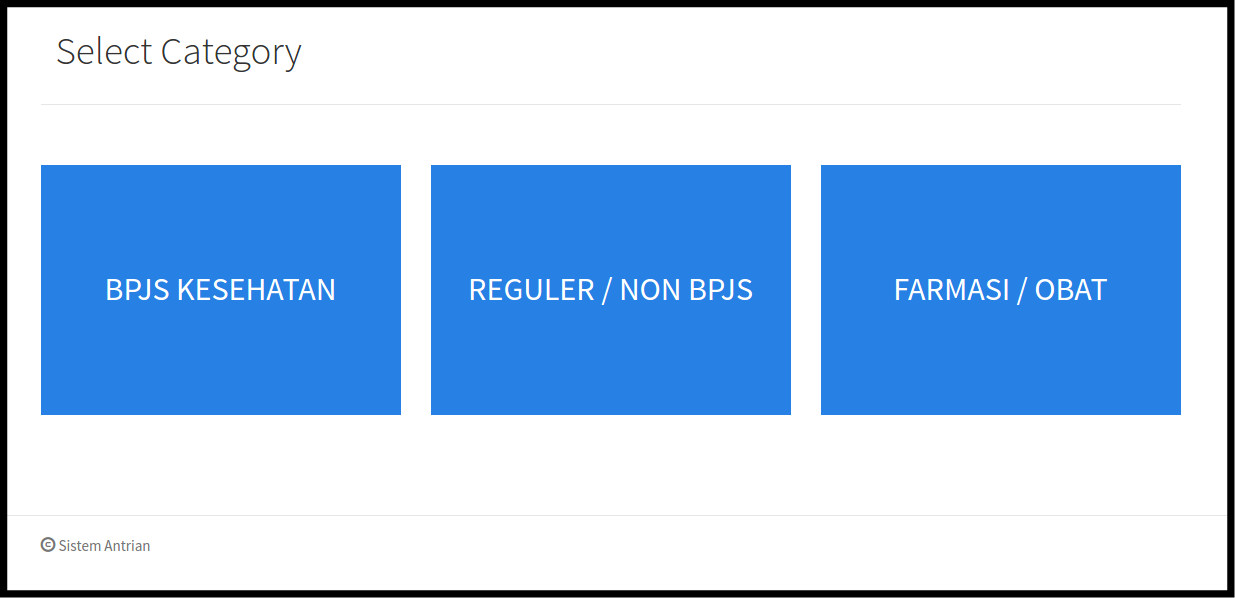 Select Category
BPJS KESEHATAN
REGULER / NON BPJS
FARMASI / OBAT
© Sistem Antrian